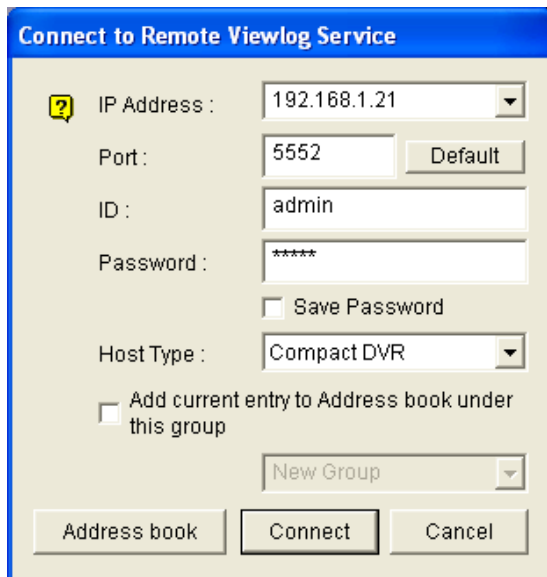 Connect to Remote Viewlog Service
?
IP Address :
192.168.1.21
Port :
5552
Default
ID :
admin
Password :
*****
Save Password
Host Type :
Compact DVR
Add current entry to Address book under
this group
New Group
Address book
Connect
Cancel